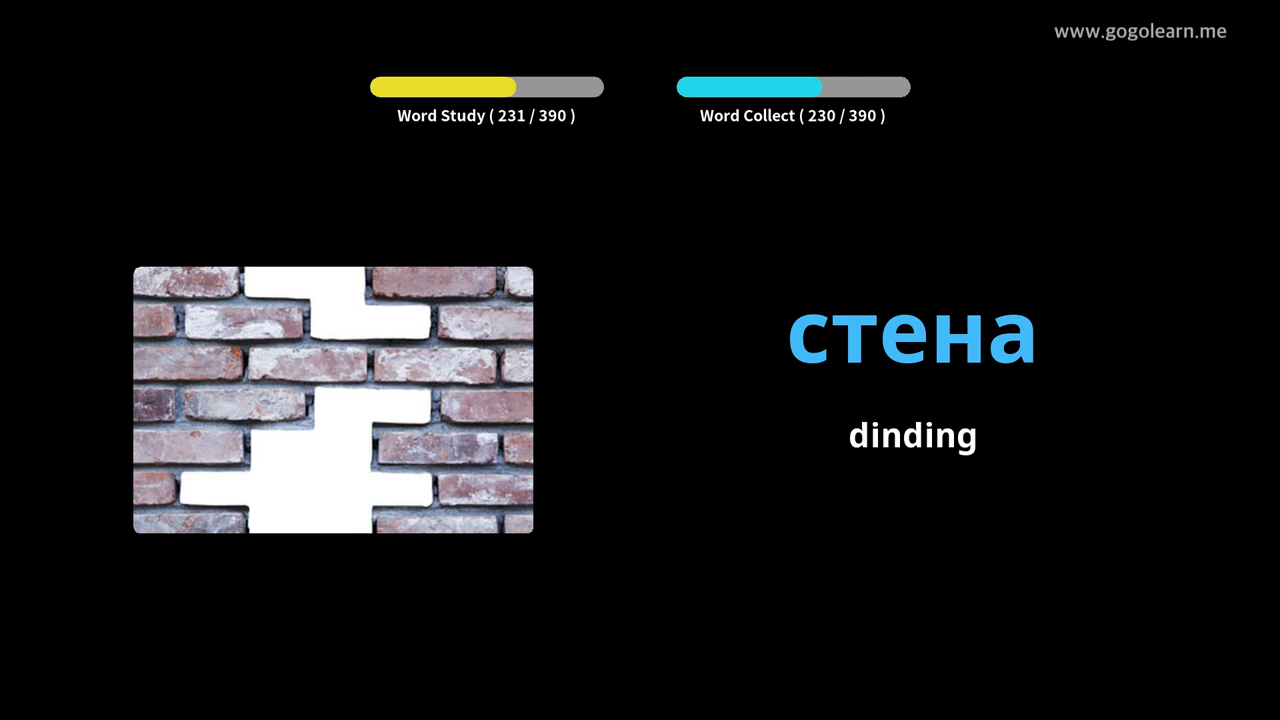 www.gogolearn.me
Word Study ( 231 / 390 )
Word Collect ( 230 / 390 )
стена
dinding